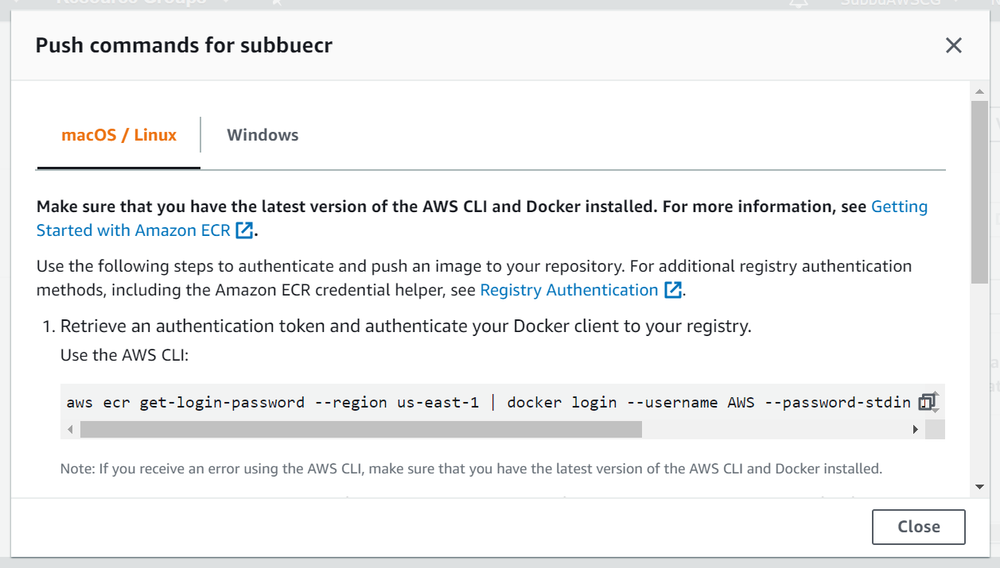 Resource Groups
SubbuAWSCG
Push commands for subbuecr
macOS / Linux
Windows
Make sure that you have the latest version of the AWS CLI and Docker installed. For more information, see Getting
Started with Amazon ECR.
Use the following steps to authenticate and push an image to your repository. For additional registry authentication
methods, including the Amazon ECR credential helper, see Registry Authentication.
1. Retrieve an authentication token and authenticate your Docker client to your registry.
Use the AWS CLI:
aws ecr get-login-password --region us-east-1 | docker login --username AWS --password-stdin
Note: If you receive an error using the AWS CLI, make sure that you have the latest version of the AWS CLI and Docker installed.
Close